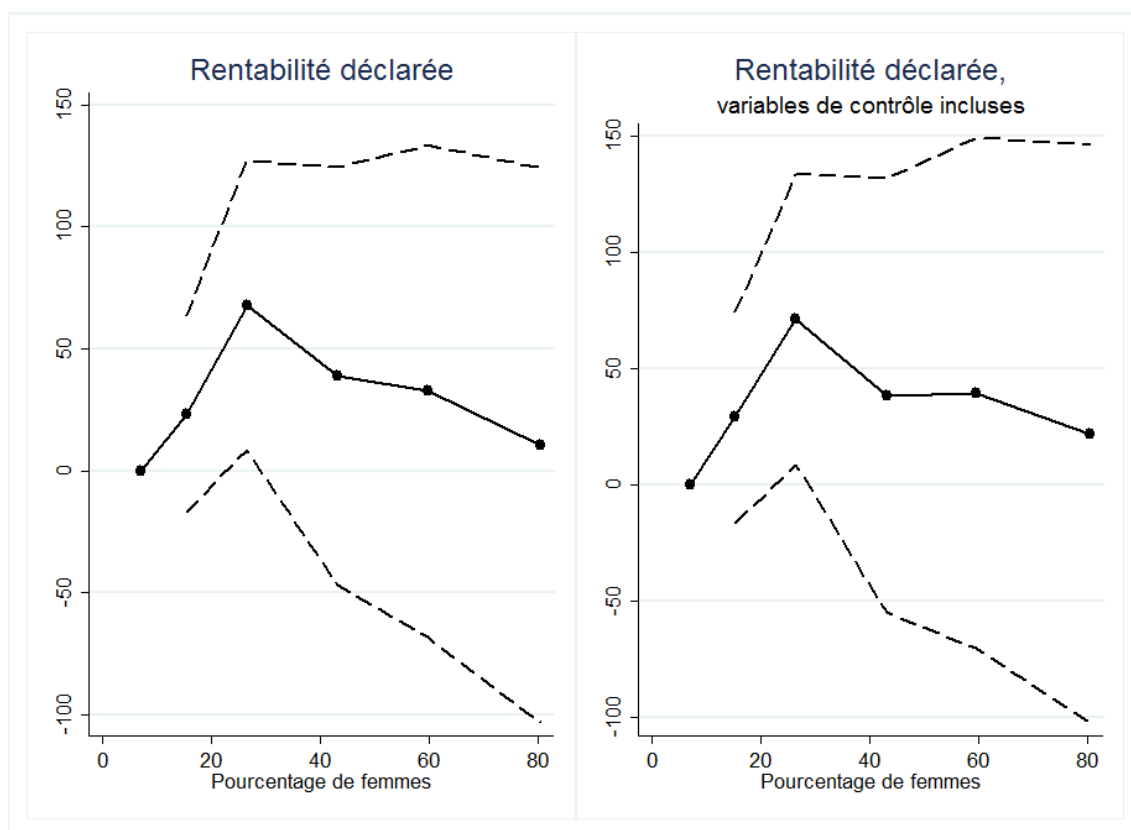 Rentabilité déclarée
150
100
50
0
-50
-100
0 20 40 60 80
Pourcentage de femmes
Rentabilité déclarée,
variables de contrôle incluses
150
100
50
0
-50
-100
0 20 40 60 80
Pourcentage de femmes